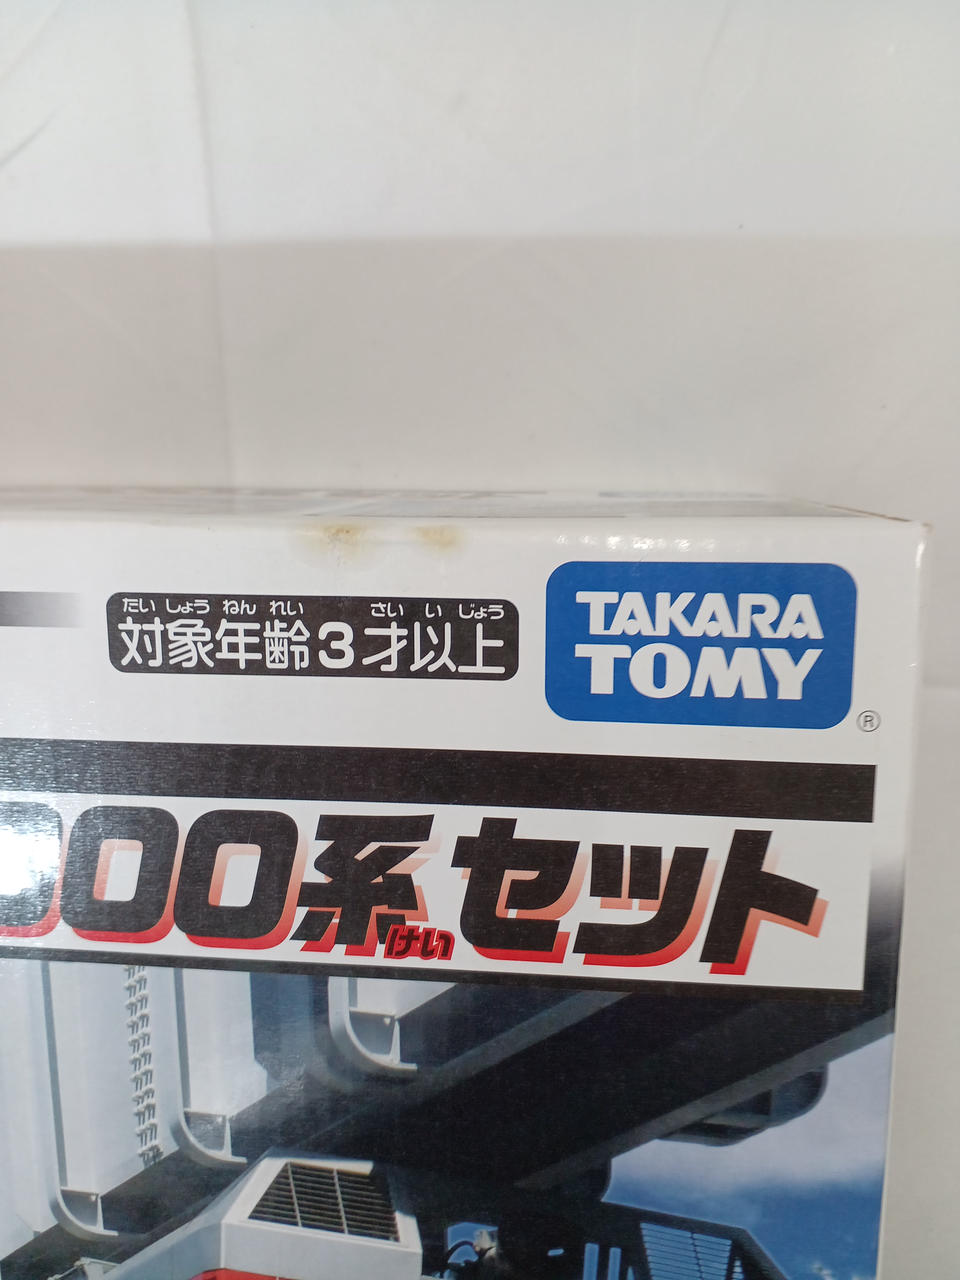 たいしょうねんれい さいいじょう
対象年齢3才以上
TAKARA
TOMY
®
000系セット
けい